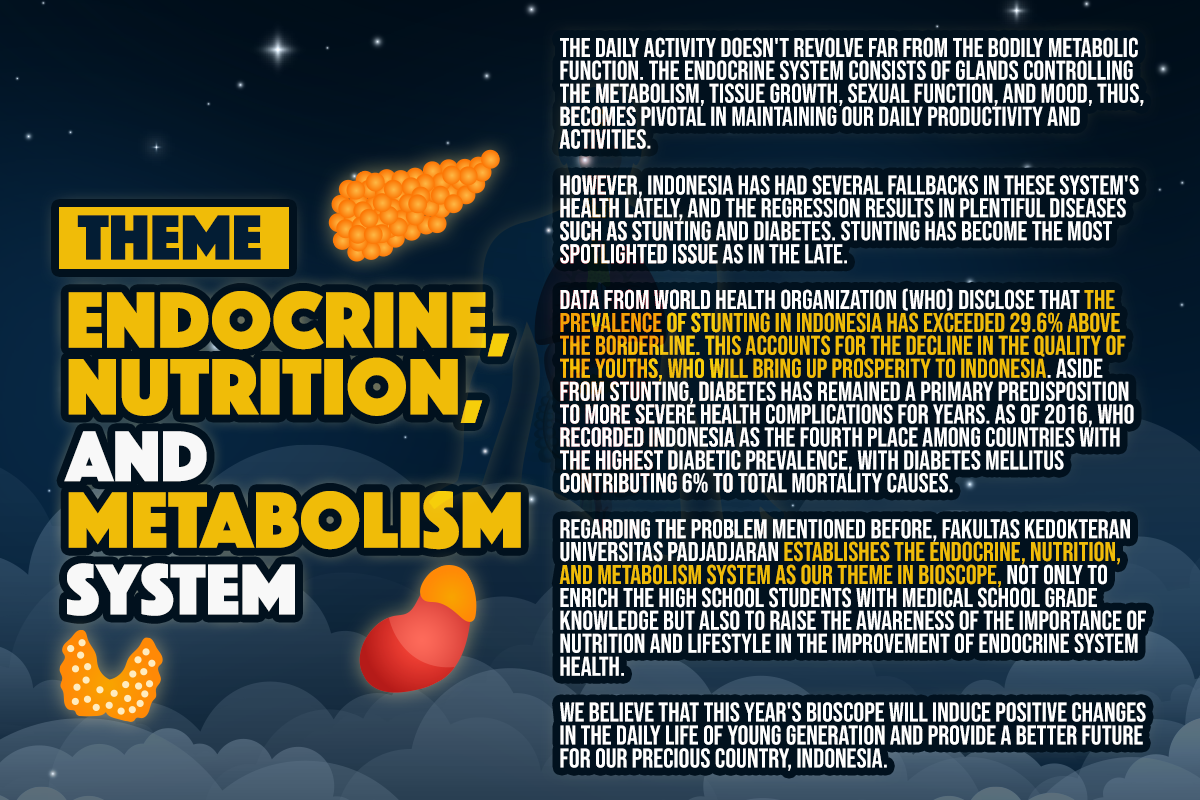 THEME
ENDOCRINE,
NUTRITION,
AND
METABOLISM
SYSTEM
THE DAILY ACTIVITY DOESN'T REVOLVE FAR FROM THE BODILY METABOLIC
FUNCTION. THE ENDOCRINE SYSTEM CONSISTS OF GLANDS CONTROLLING
THE METABOLISM, TISSUE GROWTH, SEXUAL FUNCTION, AND MOOD, THUS,
BECOMES PIVOTAL IN MAINTAINING OUR DAILY PRODUCTIVITY AND
ACTIVITIES.
HOWEVER, INDONESIA HAS HAD SEVERAL FALLBACKS IN THESE SYSTEM'S
HEALTH LATELY, AND THE REGRESSION RESULTS IN PLENTIFUL DISEASES
SUCH AS STUNTING AND DIABETES. STUNTING HAS BECOME THE MOST
SPOTLIGHTED ISSUE AS IN THE LATE.
DATA FROM WORLD HEALTH ORGANIZATION (WHO) DISCLOSE THAT THE
PREVALENCE OF STUNTING IN INDONESIA HAS EXCEEDED 29.6% ABOVE
THE BORDERLINE. THIS ACCOUNTS FOR THE DECLINE IN THE QUALITY OF
THE YOUTHS, WHO WILL BRING UP PROSPERITY TO INDONESIA. ASIDE
FROM STUNTING, DIABETES HAS REMAINED A PRIMARY PREDISPOSITION
TO MORE SEVERE HEALTH COMPLICATIONS FOR YEARS. AS OF 2016, WHO
RECORDED INDONESIA AS THE FOURTH PLACE AMONG COUNTRIES WITH
THE HIGHEST DIABETIC PREVALENCE, WITH DIABETES MELLITUS
CONTRIBUTING 6% TO TOTAL MORTALITY CAUSES.
REGARDING THE PROBLEM MENTIONED BEFORE, FAKULTAS KEDOKTERAN
UNIVERSITAS PADJADJARAN ESTABLISHES THE ENDOCRINE, NUTRITION,
AND METABOLISM SYSTEM AS OUR THEME IN BIOSCOPE, NOT ONLY TO
ENRICH THE HIGH SCHOOL STUDENTS WITH MEDICAL SCHOOL GRADE
KNOWLEDGE BUT ALSO TO RAISE THE AWARENESS OF THE IMPORTANCE OF
NUTRITION AND LIFESTYLE IN THE IMPROVEMENT OF ENDOCRINE SYSTEM
HEALTH.
WE BELIEVE THAT THIS YEAR'S BIOSCOPE WILL INDUCE POSITIVE CHANGES
IN THE DAILY LIFE OF YOUNG GENERATION AND PROVIDE A BETTER FUTURE
FOR OUR PRECIOUS COUNTRY, INDONESIA.